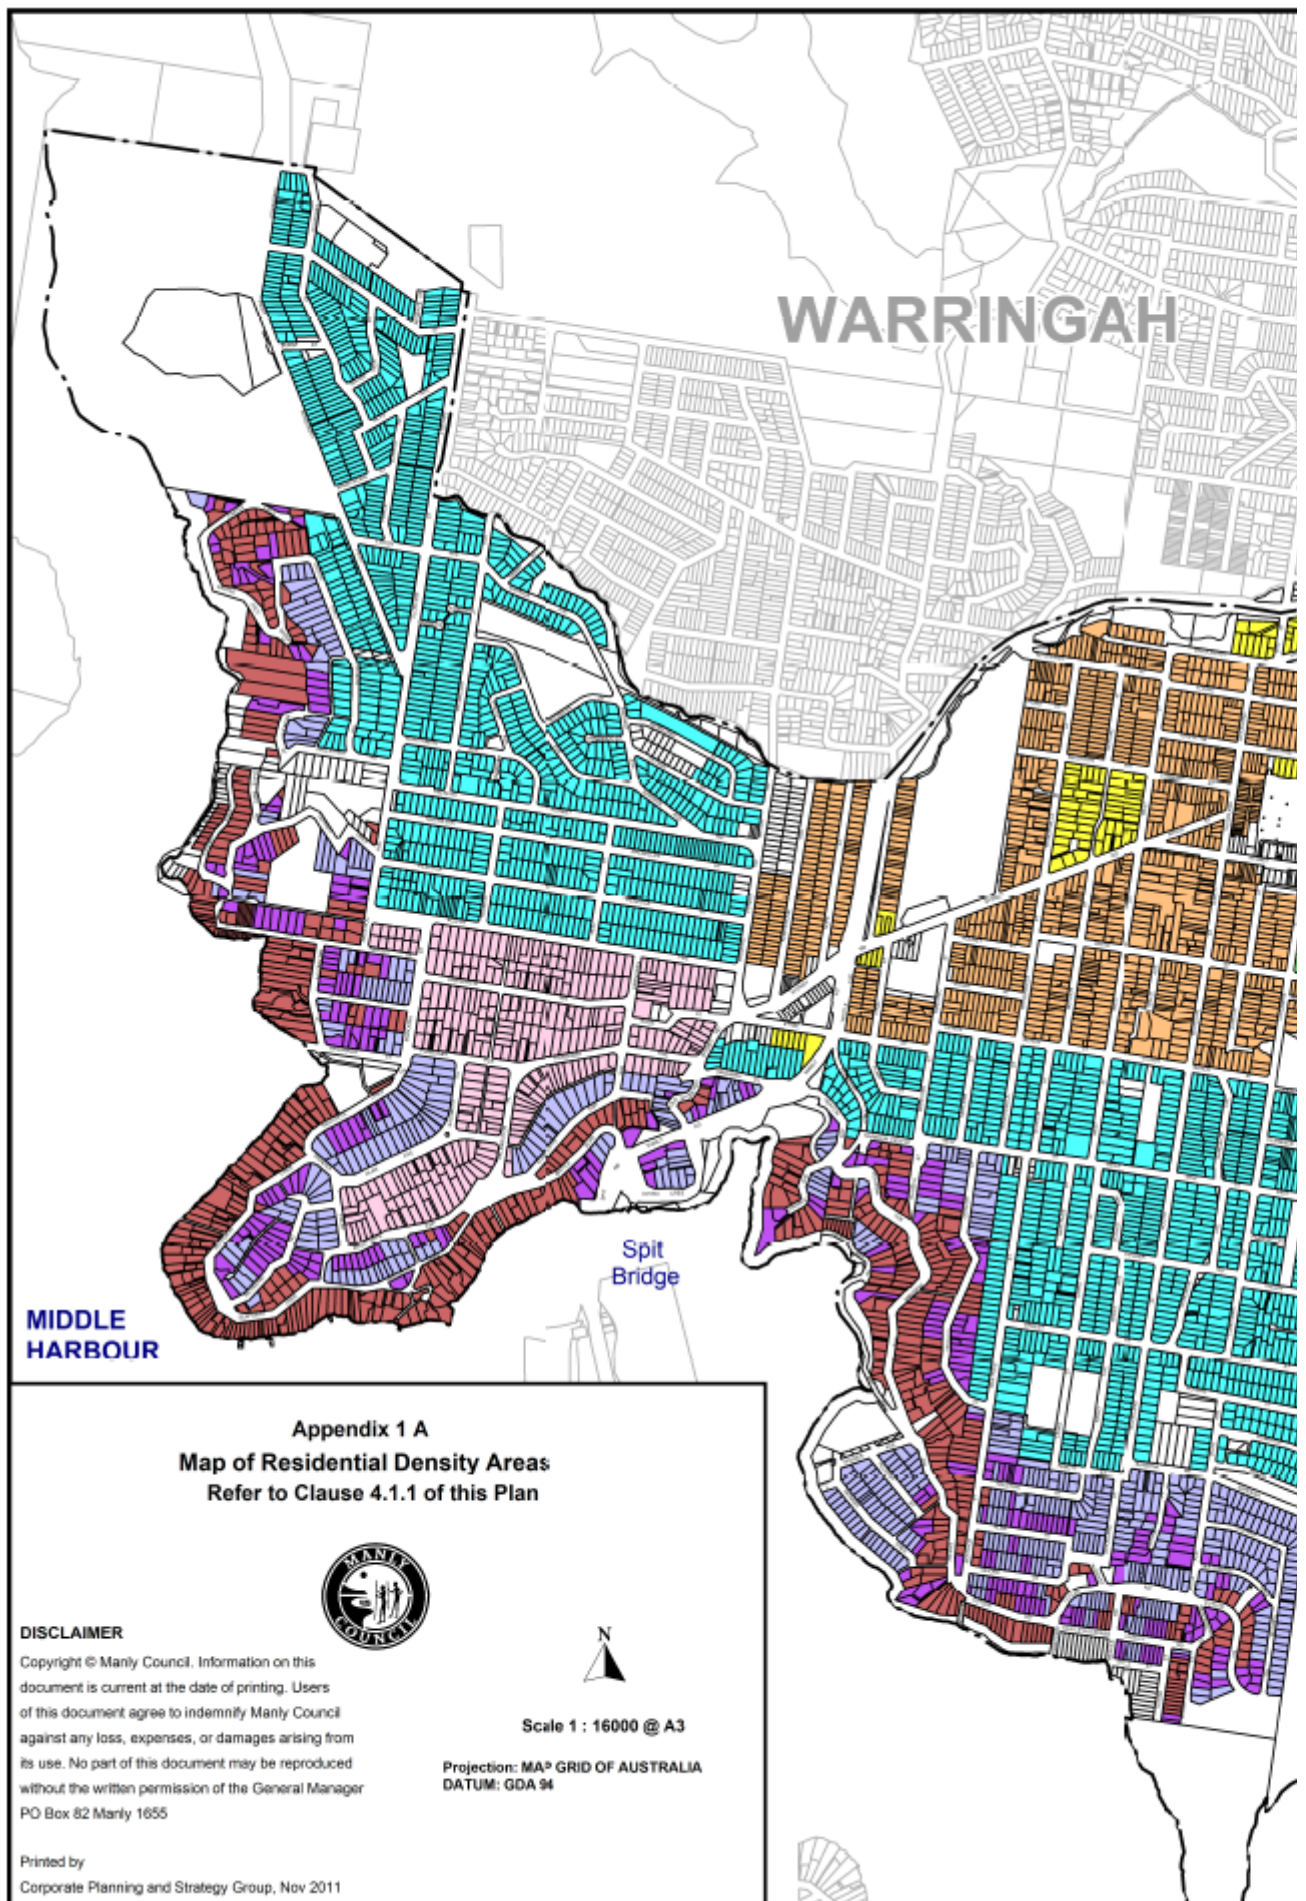 WARRINGAH
Spit
Bridge
MIDDLE
HARBOUR
Appendix 1 A
Map of Residential Density Areas
Refer to Clause 4.1.1 of this Plan
MANLY
COUNCIL
DISCLAIMER
Copyright © Manly Council. Information on this
document is current at the date of printing. Users
of this document agree to indemnify Manly Council
against any loss, expenses, or damages arising from
its use. No part of this document may be reproduced
without the written permission of the General Manager
PO Box 82 Manly 1655
Printed by
Corporate Planning and Strategy Group, Nov 2011
N
Scale 1 : 16000 @ A3
Projection: MAP GRID OF AUSTRALIA
DATUM: GDA 94